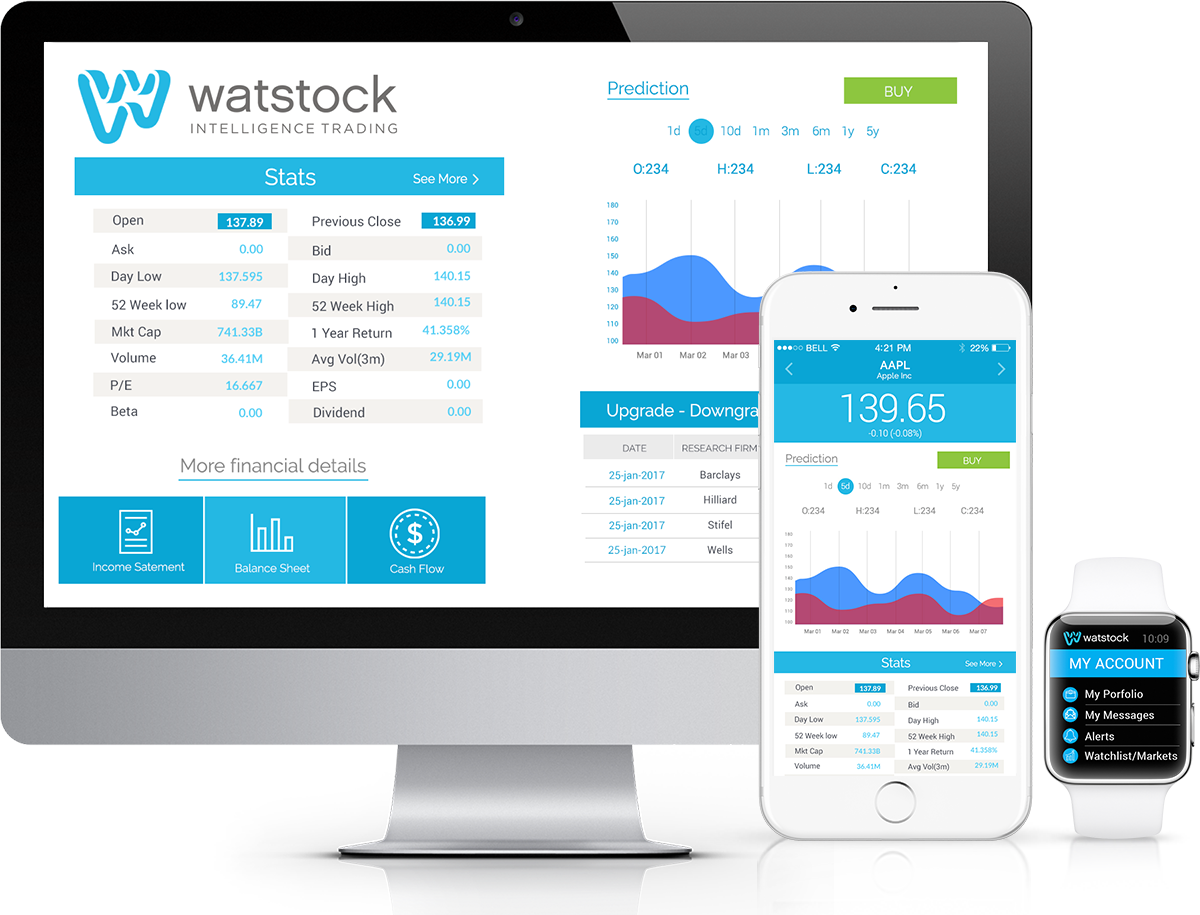 watstock
INTELLIGENCE TRADING
Stats
See More >
Open 137.89 Previous Close 136.99
Ask 0.00 Bid 0.00
Day Low 137.595 Day High 140.15
52 Week low 89.47 52 Week High 140.15
Mkt Cap 741.33B 1 Year Return 41.358%
Volume 36.41M Avg Vol(3m) 29.19M
P/E 16.667 EPS 0.00
Beta 0.00 Dividend 0.00
More financial details
Income Satement
Balance Sheet
Cash Flow
Prediction
BUY
1d 5d 10d 1m 3m 6m 1y 5y
O:234 H:234 L:234 C:234
180
170
160
150
140
130
120
110
100
Mar 01 Mar 02 Mar 03
Upgrade - Downgra
DATE RESEARCH FIRM
25-jan-2017 Barclays
25-jan-2017 Hilliard
25-jan-2017 Stifel
25-jan-2017 Wells
BELL 4:21 PM 22%
AAPL
Apple Inc
139.65
-0.10 (-0.08%)
Prediction
BUY
1d 5d 10d 1m 3m 6m 1y 5y
O:234 H:234 L:234 C:234
180
170
160
150
140
130
120
110
100
Mar 01 Mar 02 Mar 03 Mar 04 Mar 05 Mar 06 Mar 07
Stats
See More >
Open 137.89 Previous Close 136.99
Ask 0.00 Bid 0.00
Day Low 137.595 Day High 140.15
52 Week low 89.47 52 Week High 140.15
Mkt Cap 741.33B 1 Year Return 41.358%
Volume 36.41M Avg Vol(3m) 29.19M
watstock 10:09
MY ACCOUNT
My Porfolio
My Messages
Alerts
Watchlist/Markets